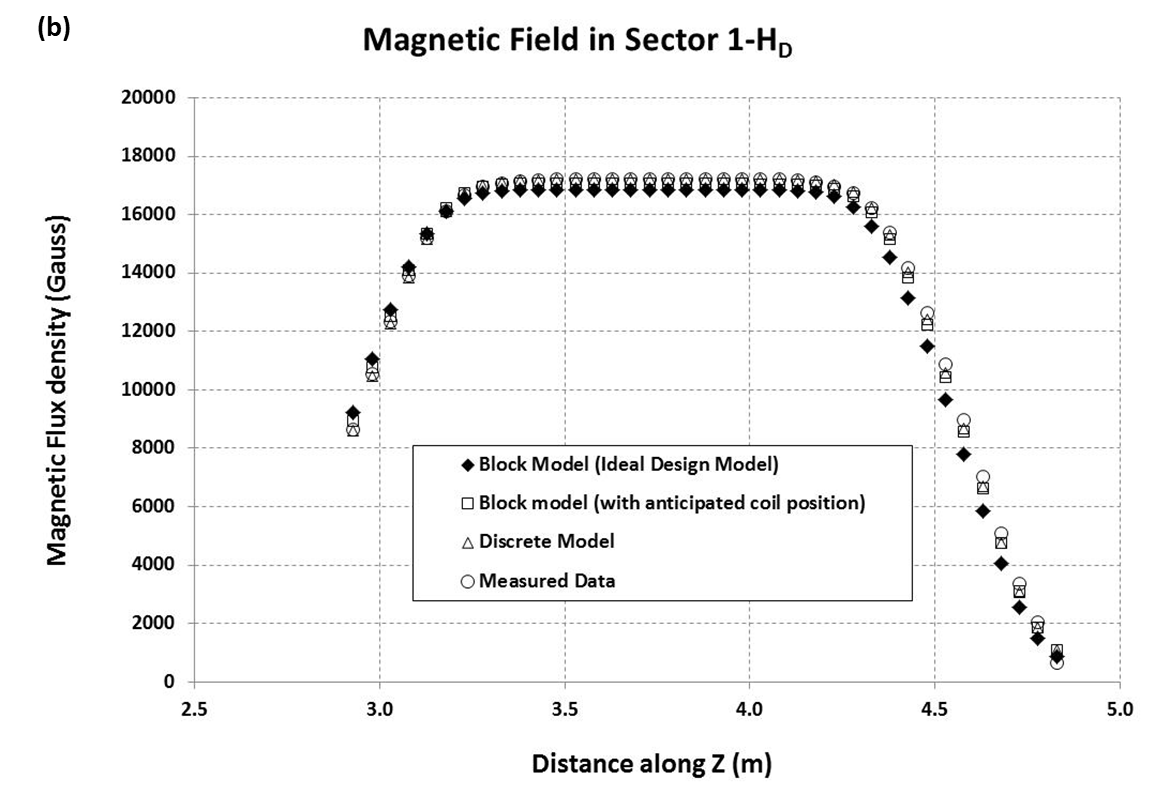 (b)
Magnetic Field in Sector 1-H_D
20000
18000
16000
14000
12000
10000
8000
6000
4000
2000
0
Magnetic Flux density (Gauss)
Block Model (Ideal Design Model)
Block model (with anticipated coil position)
Discrete Model
Measured Data
2.5 3.0 3.5 4.0 4.5 5.0
Distance along Z (m)